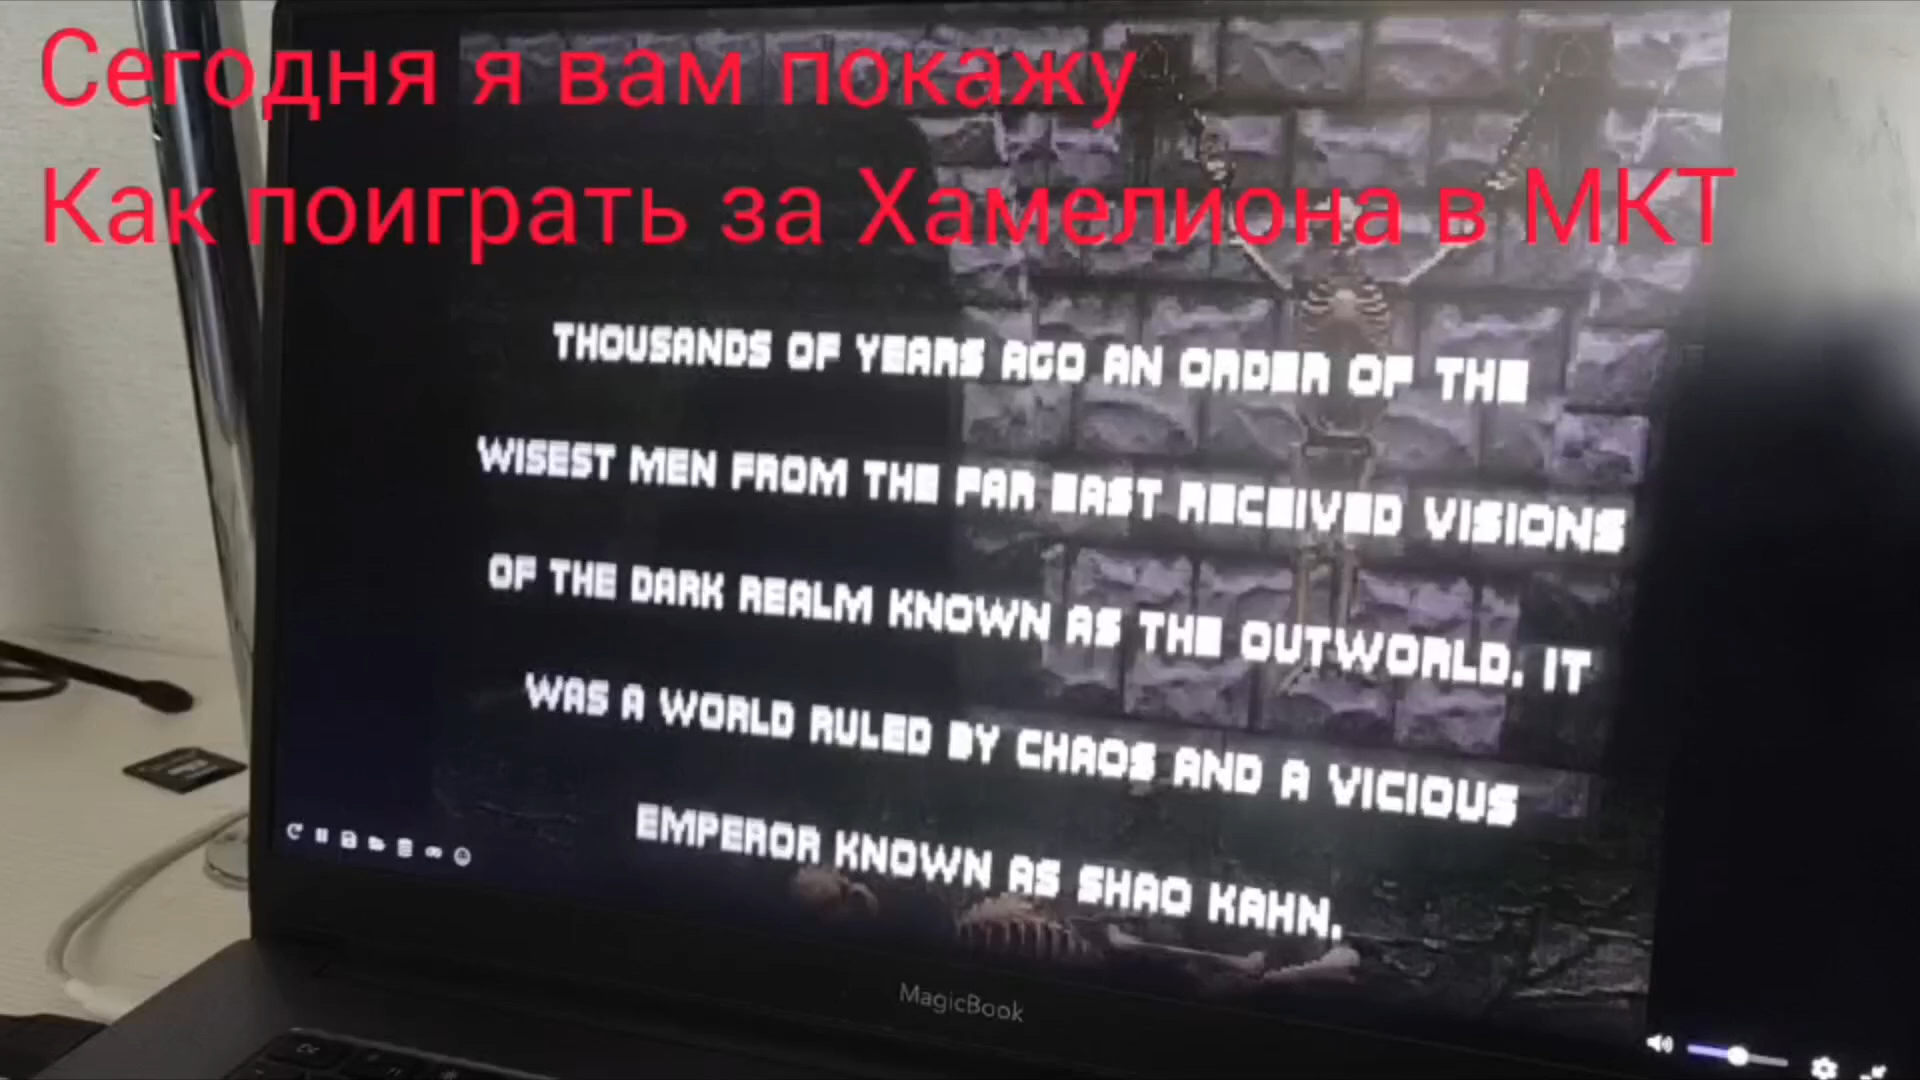 Сегодня я вам покажу
Как поиграть за Хамелиона в МКТ
THOUSANDS OF YEARS AGO AN ORDER OF THE
WISEST MEN FROM THE FAR EAST RECEIVED VISIONS
OF THE DARK REALM KNOWN AS THE OUTWORLD. IT
WAS A WORLD RULED BY CHAOS AND A VICIOUS
EMPEROR KNOWN AS SHAO KAHN.
MagicBook